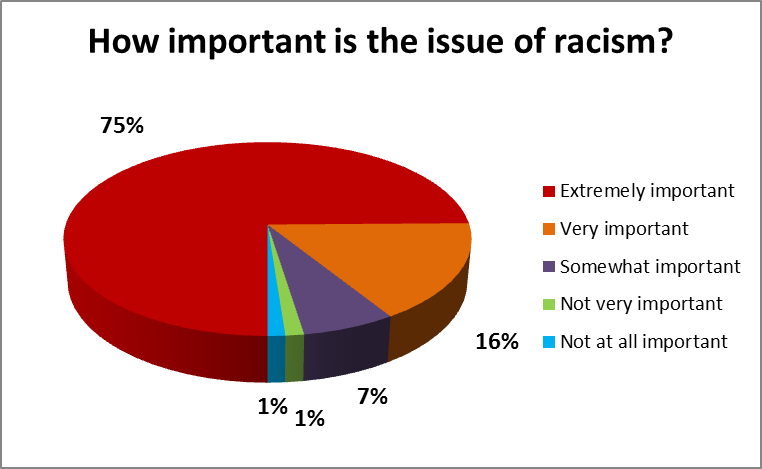 How important is the issue of racism?
75%
Extremely important
Very important
Somewhat important
Not very important
Not at all important
16%
7%
1%
1%